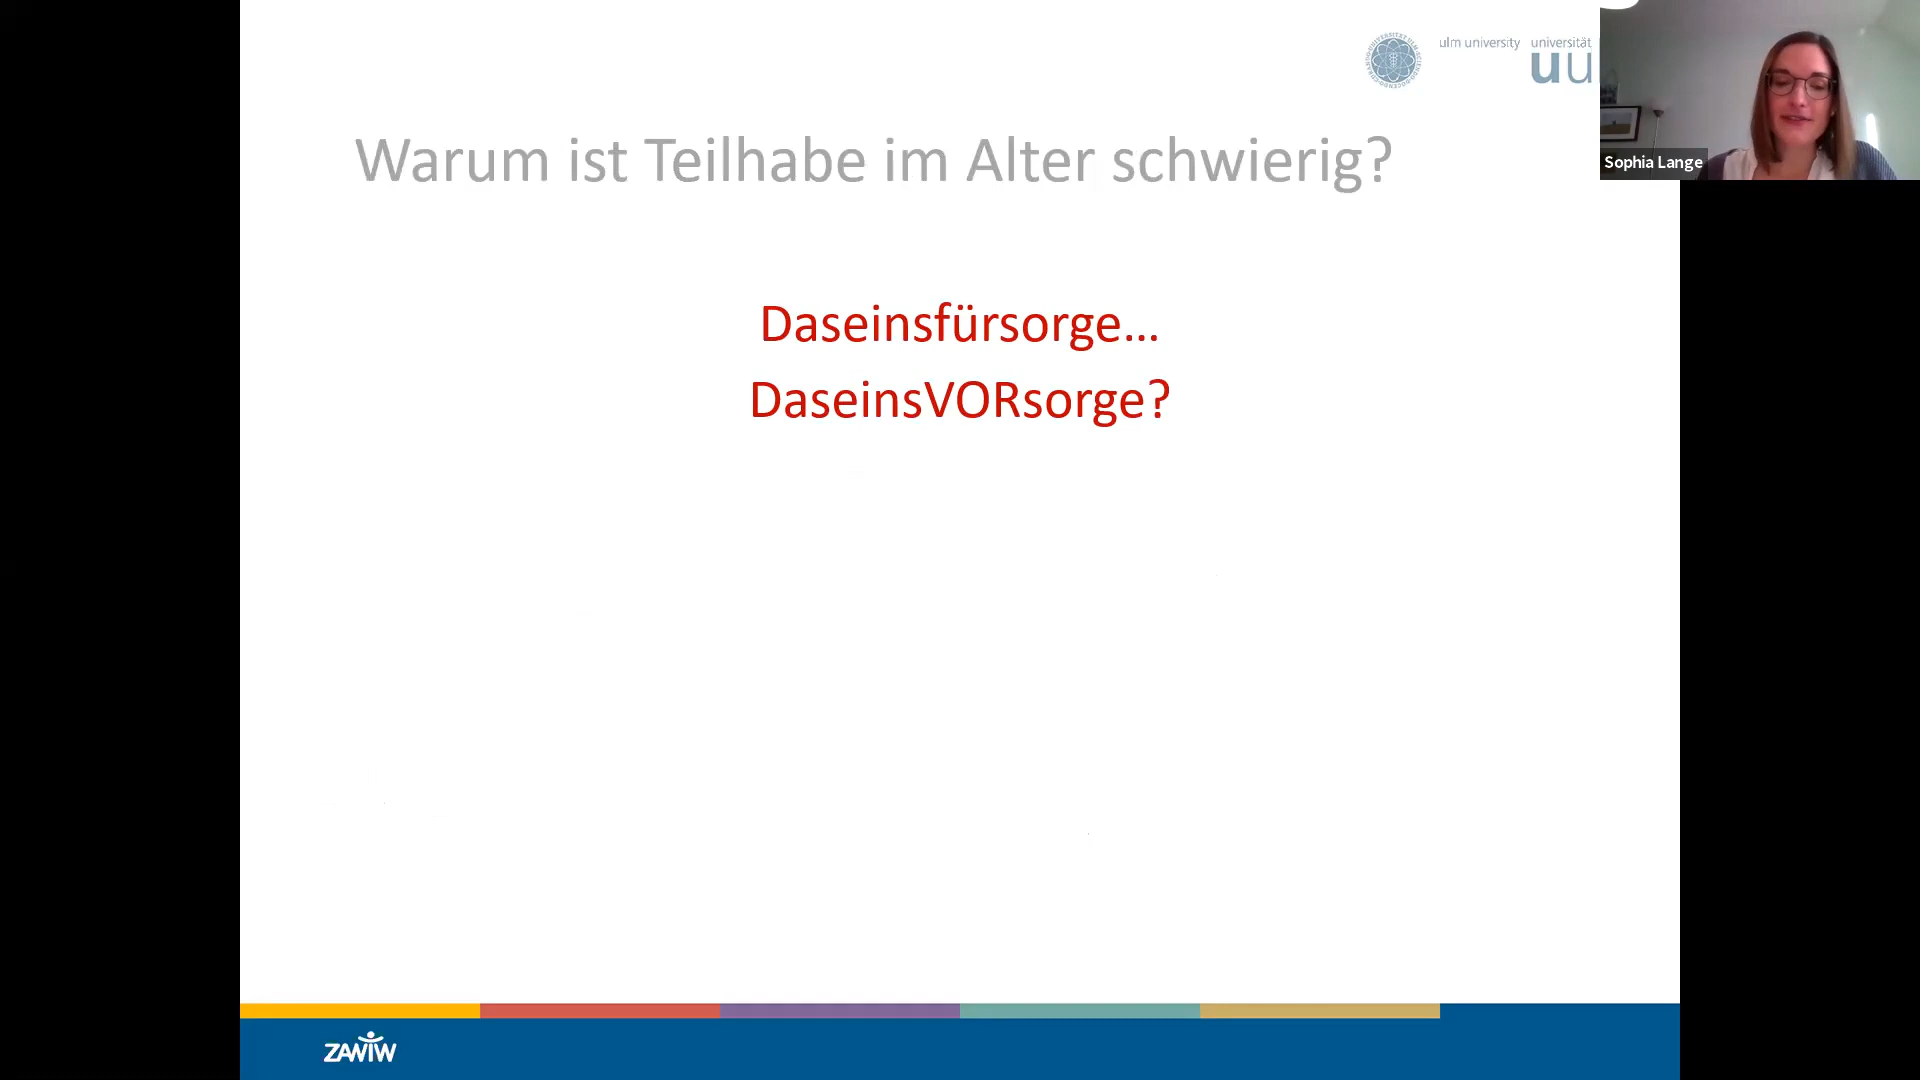 ulm university universität
uu
Sophia Lange
Warum ist Teilhabe im Alter schwierig?
Daseinsfürsorge...
DaseinsVORsorge?
ZAWIW